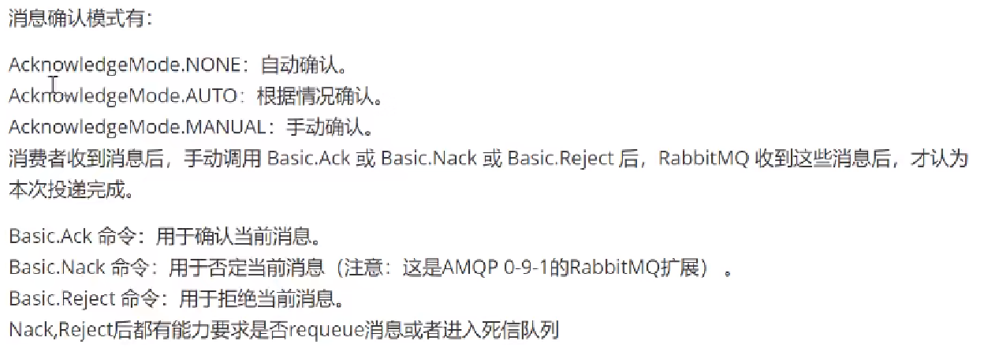 消息确认模式有：
AcknowledgeMode.NONE：自动确认。
AcknowledgeMode.AUTO：根据情况确认。
AcknowledgeMode.MANUAL：手动确认。
消费者收到消息后，手动调用 Basic.Ack 或 Basic.Nack 或 Basic.Reject 后，RabbitMQ 收到这些消息后，才认为
本次投递完成。
Basic.Ack 命令：用于确认当前消息。
Basic.Nack 命令：用于否定当前消息（注意：这是AMQP 0-9-1的RabbitMQ扩展） 。
Basic.Reject 命令：用于拒绝当前消息。
Nack,Reject后都有能力要求是否requeue消息或者进入死信队列